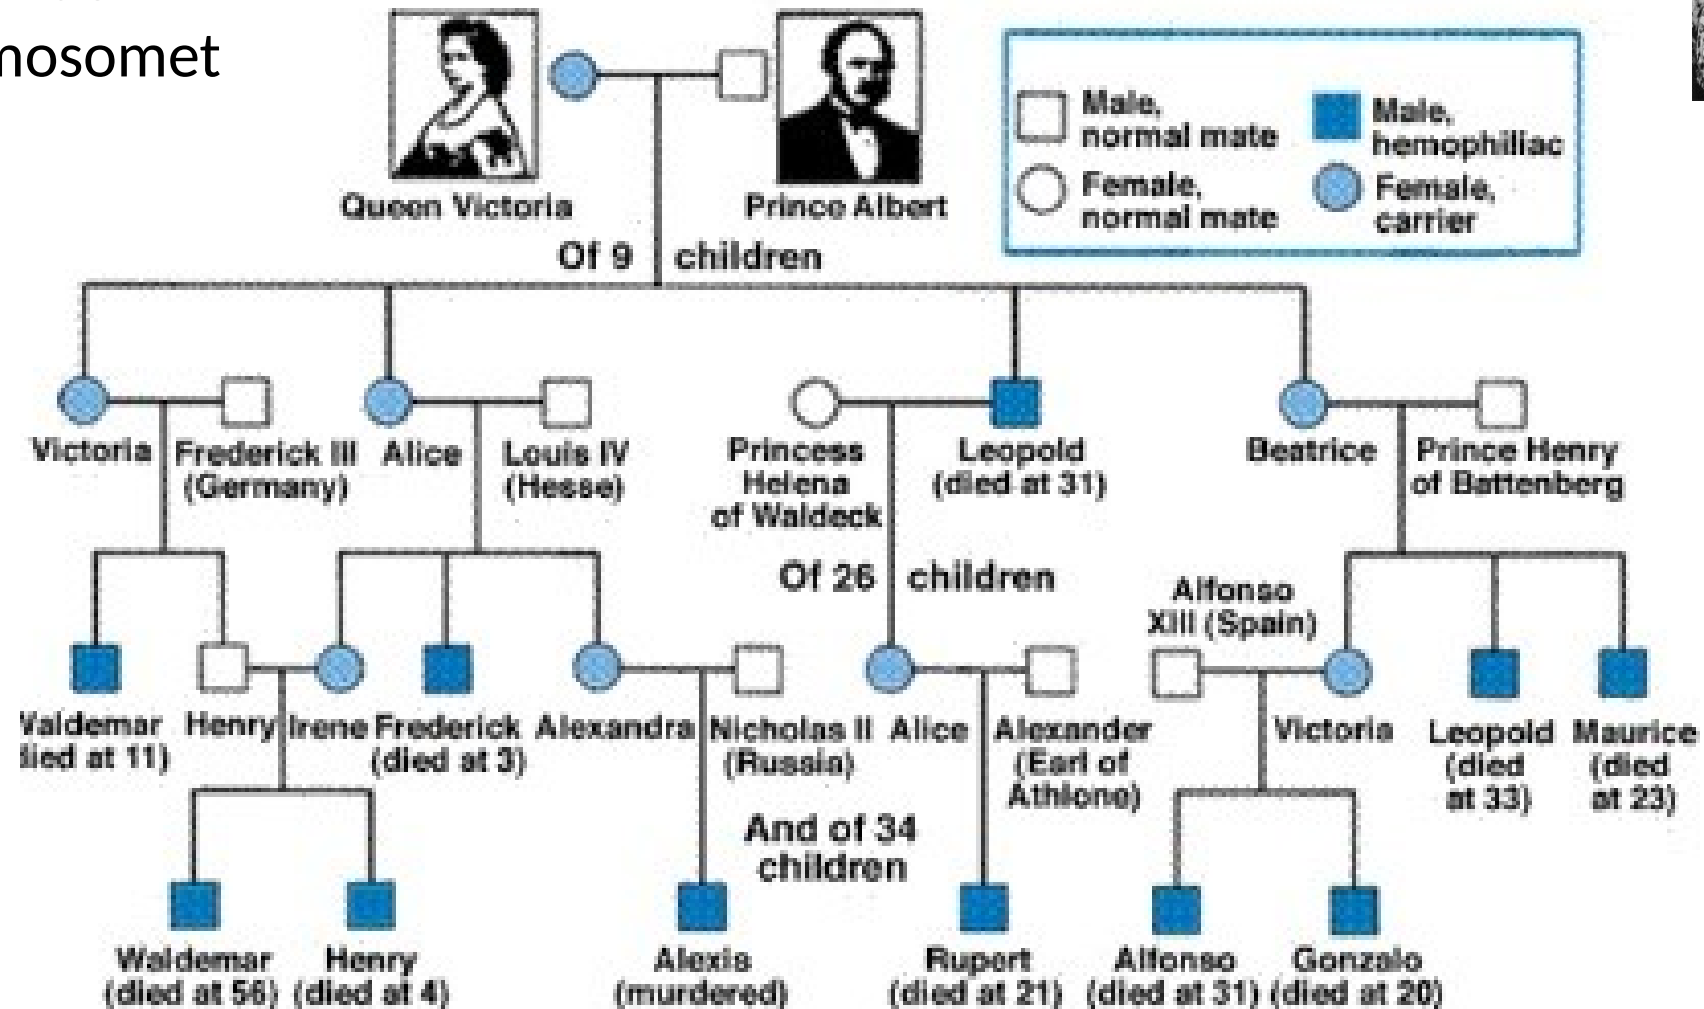 mosomet
Queen Victoria
Prince Albert
Male,
normal mate
Male,
hemophiliac
Female,
normal mate
Female,
carrier
Of 9 children
Victoria
Frederick III
(Germany)
Alice
Louis IV
(Hesse)
Princess
Helena
of Waldeck
Leopold
(died at 31)
Beatrice
Prince Henry
of Battenberg
Of 26 children
Alfonso
XIII (Spain)
Valdemar
died at 11)
Henry
Irene
Frederick
(died at 3)
Alexandra
Nicholas II
(Russia)
Alice
Alexander
(Earl of
Athlone)
Victoria
Leopold
(died
at 33)
Maurice
(died
at 23)
And of 34
children
Waldemar
(died at 56)
Henry
(died at 4)
Alexis
(murdered)
Rupert
(died at 21)
Alfonso
(died at 31)
Gonzalo
(died at 20)